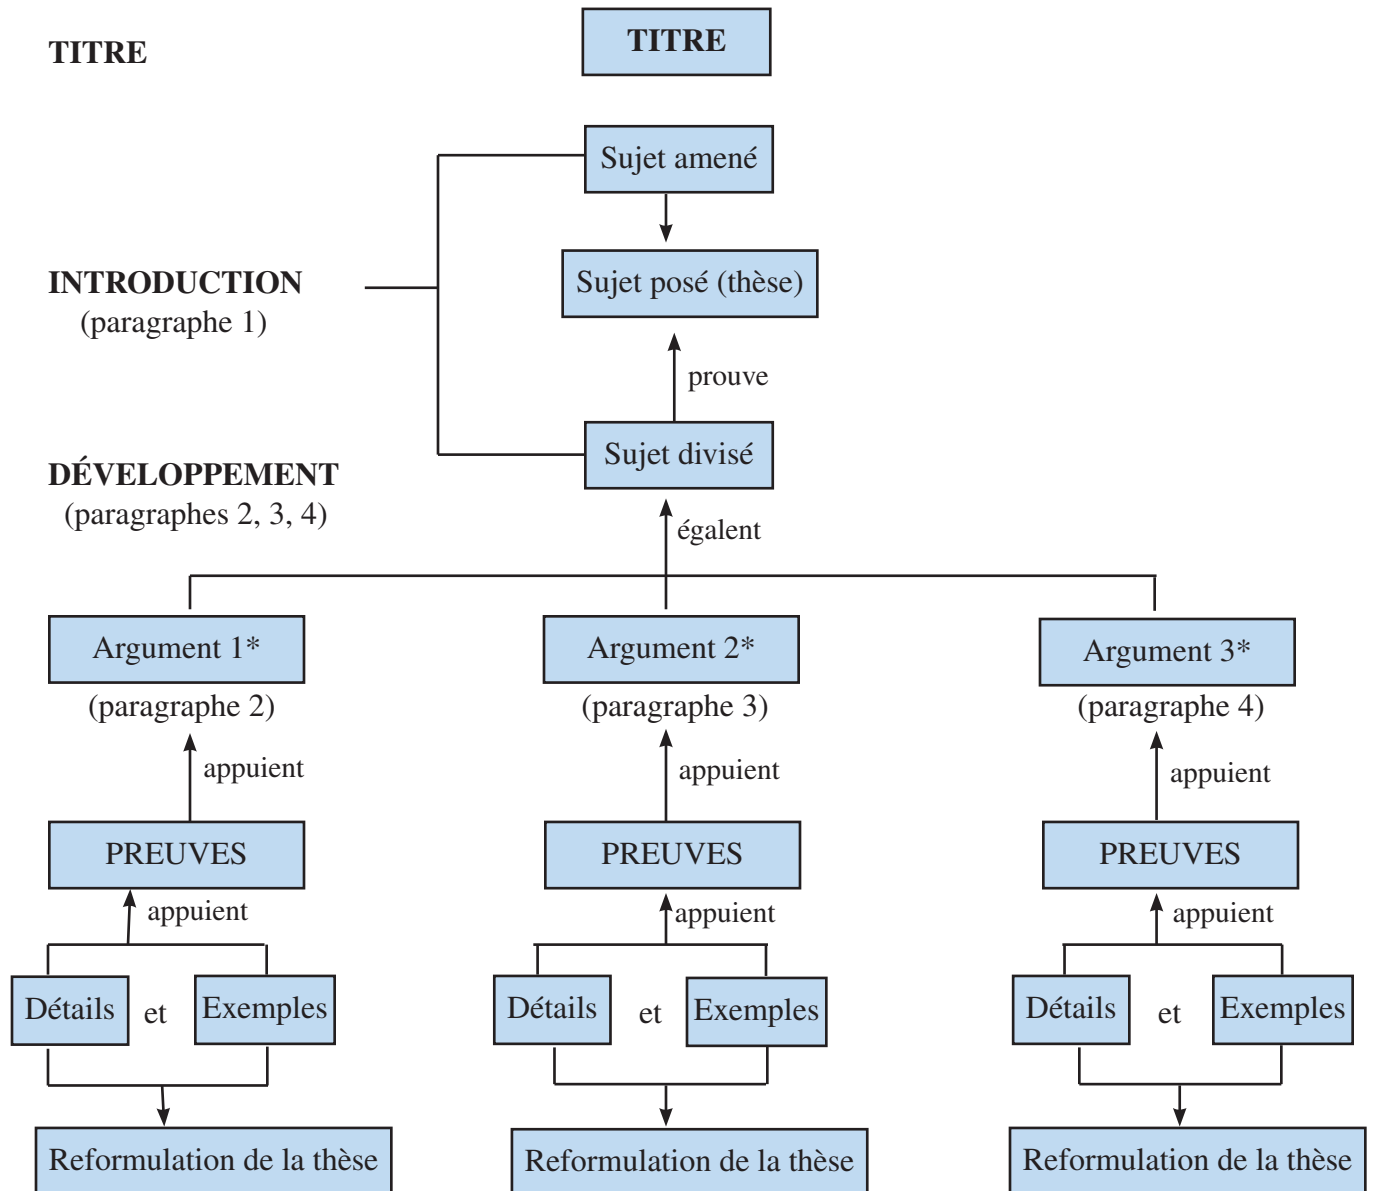 TITRE
TITRE
Sujet amené
INTRODUCTION
(paragraphe 1)
Sujet posé (thèse)
prouve
Sujet divisé
DÉVELOPPEMENT
(paragraphes 2, 3, 4)
égalent
Argument 1*
Argument 2*
Argument 3*
(paragraphe 2)
(paragraphe 3)
(paragraphe 4)
appuient
appuient
appuient
PREUVES
PREUVES
PREUVES
appuient
appuient
appuient
Détails et Exemples
Détails et Exemples
Détails et Exemples
Reformulation de la thèse
Reformulation de la thèse
Reformulation de la thèse